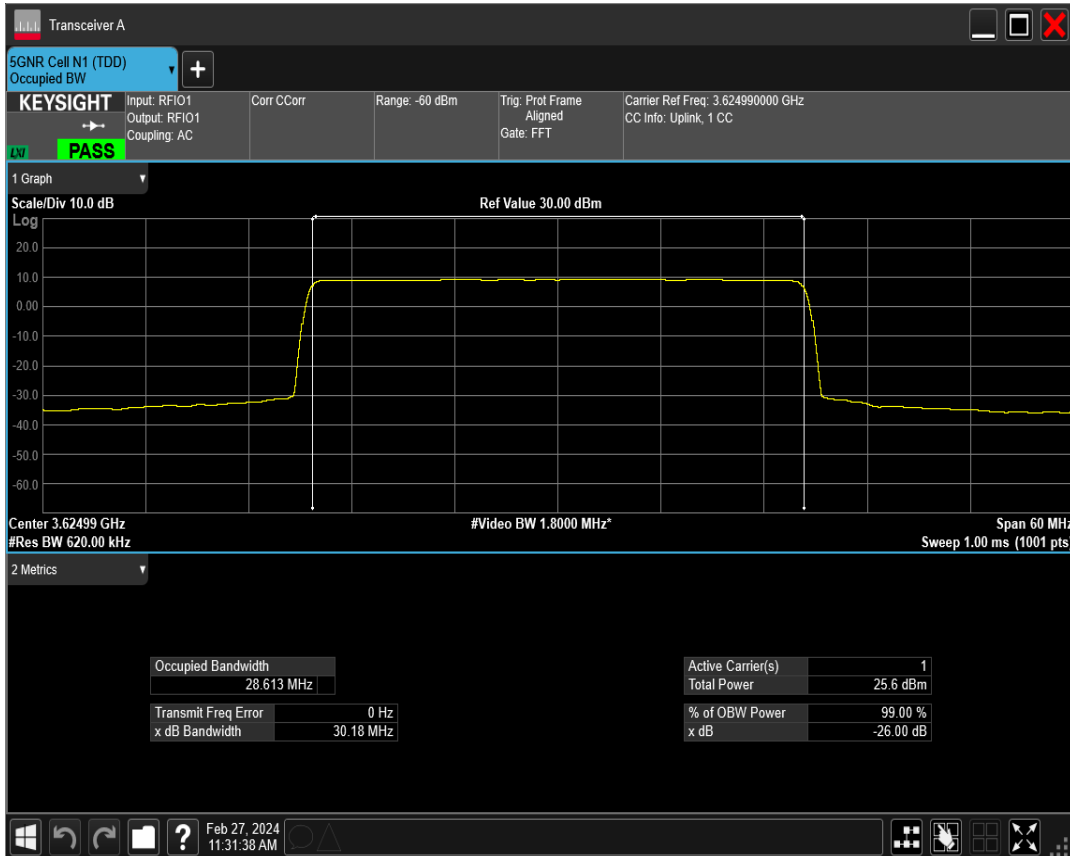 Transceiver A
5GNR Cell N1 (TDD)
Occupied BW
+
KEYSIGHT
LXI
PASS
Input: RFIO1
Output: RFIO1
Coupling: AC
Corr CCorr
Range: -60 dBm
Trig: Prot Frame
Aligned
Gate: FFT
Carrier Ref Freq: 3.624990000 GHz
CC Info: Uplink, 1 CC
1 Graph
Scale/Div 10.0 dB
Ref Value 30.00 dBm
Log
20.0
10.0
0.00
-10.0
-20.0
-30.0
-40.0
-50.0
-60.0
Center 3.62499 GHz
#Video BW 1.8000 MHz*
Span 60 MHz
#Res BW 620.00 kHz
Sweep 1.00 ms (1001 pts)
2 Metrics
Occupied Bandwidth
28.613 MHz
Transmit Freq Error 0 Hz
x dB Bandwidth 30.18 MHz
Active Carrier(s) 1
Total Power 25.6 dBm
% of OBW Power 99.00 %
x dB -26.00 dB
?
Feb 27, 2024
11:31:38 AM